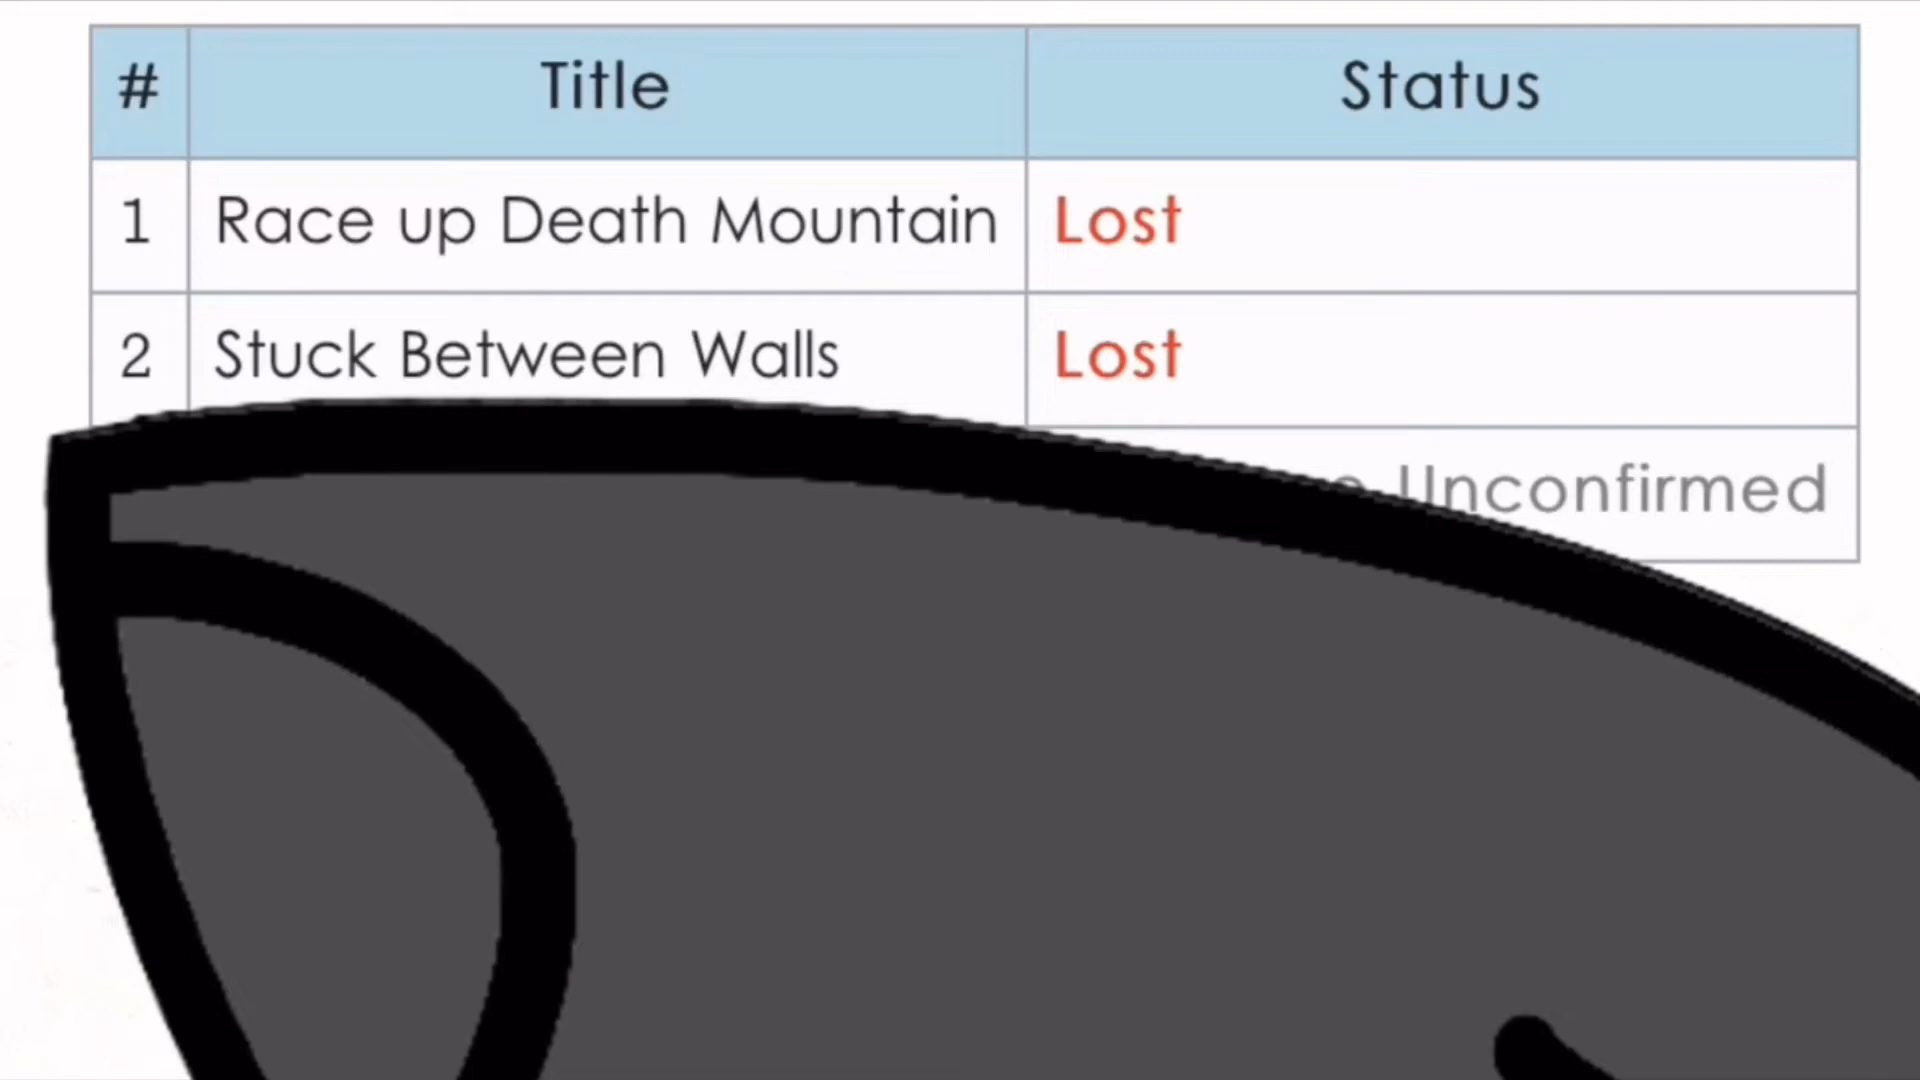 # Title Status
1 Race up Death Mountain Lost
2 Stuck Between Walls Lost
Unconfirmed